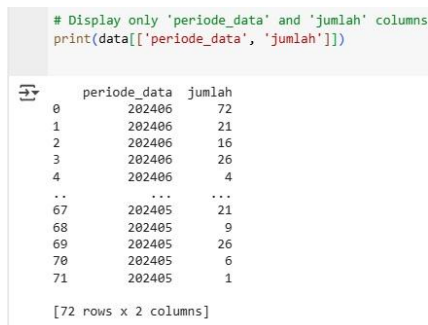 # Display only 'periode_data' and 'jumlah' columns
print(data[['periode_data', 'jumlah']])
periode_data jumlah
0 202406 72
1 202406 21
2 202406 16
3 202406 26
4 202406 4
.. ... ...
67 202405 21
68 202405 9
69 202405 26
70 202405 6
71 202405 1
[72 rows x 2 columns]